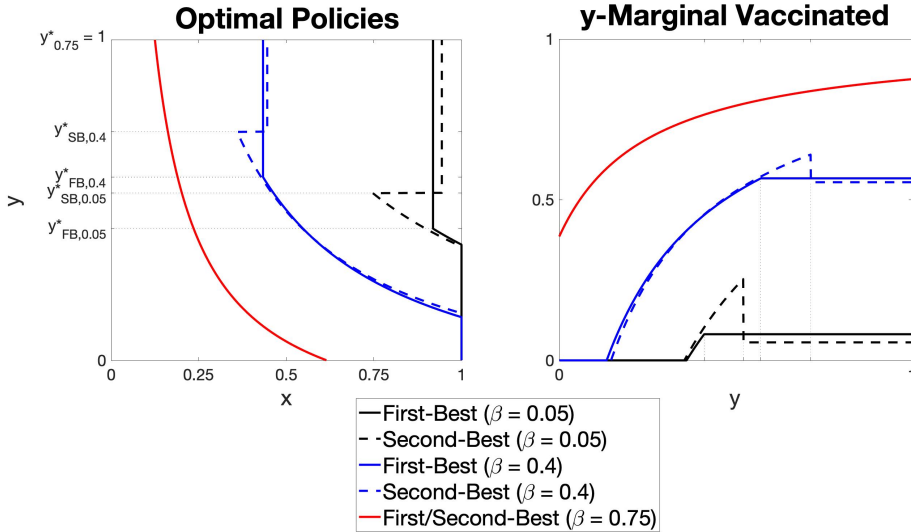 Optimal Policies
y-Marginal Vaccinated
y*0.75 = 1
y*SB,0.4
y*FB,0.4
y*SB,0.05
y*FB,0.05
0
y
0 0.25 0.5 0.75 1
x
1
0.5
0
0 1
y
First-Best (β = 0.05)
Second-Best (β = 0.05)
First-Best (β = 0.4)
Second-Best (β = 0.4)
First/Second-Best (β = 0.75)